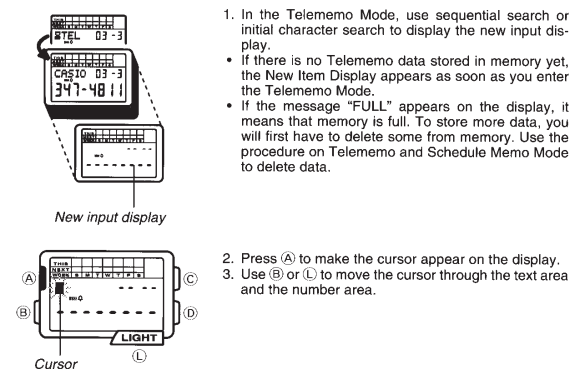 TEL 03-3
CASIO 03-3
347-4811
New input display
1. In the Telememo Mode, use sequential search or
initial character search to display the new input dis-
play.
• If there is no Telememo data stored in memory yet,
the New Item Display appears as soon as you enter
the Telememo Mode.
• If the message “FULL” appears on the display, it
means that memory is full. To store more data, you
will first have to delete some from memory. Use the
procedure on Telememo and Schedule Memo Mode
to delete data.
THIS
NEXT
WORK S M T W T F S
A
B
C
D
LIGHT
L
Cursor
2. Press Ⓐ to make the cursor appear on the display.
3. Use Ⓑ or Ⓛ to move the cursor through the text area
and the number area.